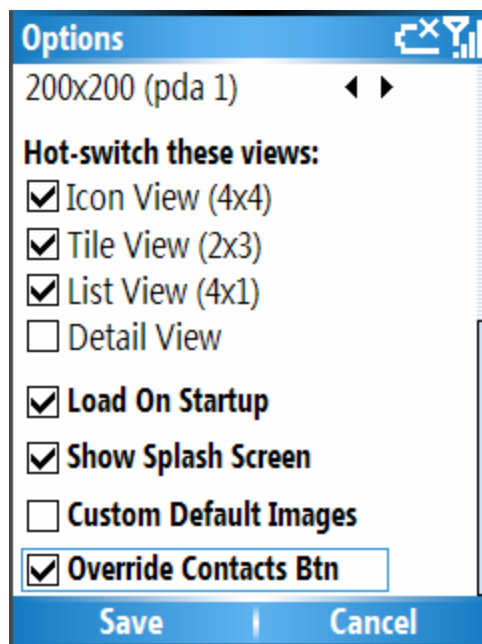 Options
200x200 (pda 1)
Hot-switch these views:
Icon View (4x4)
Tile View (2x3)
List View (4x1)
Detail View
Load On Startup
Show Splash Screen
Custom Default Images
Override Contacts Btn
Save Cancel